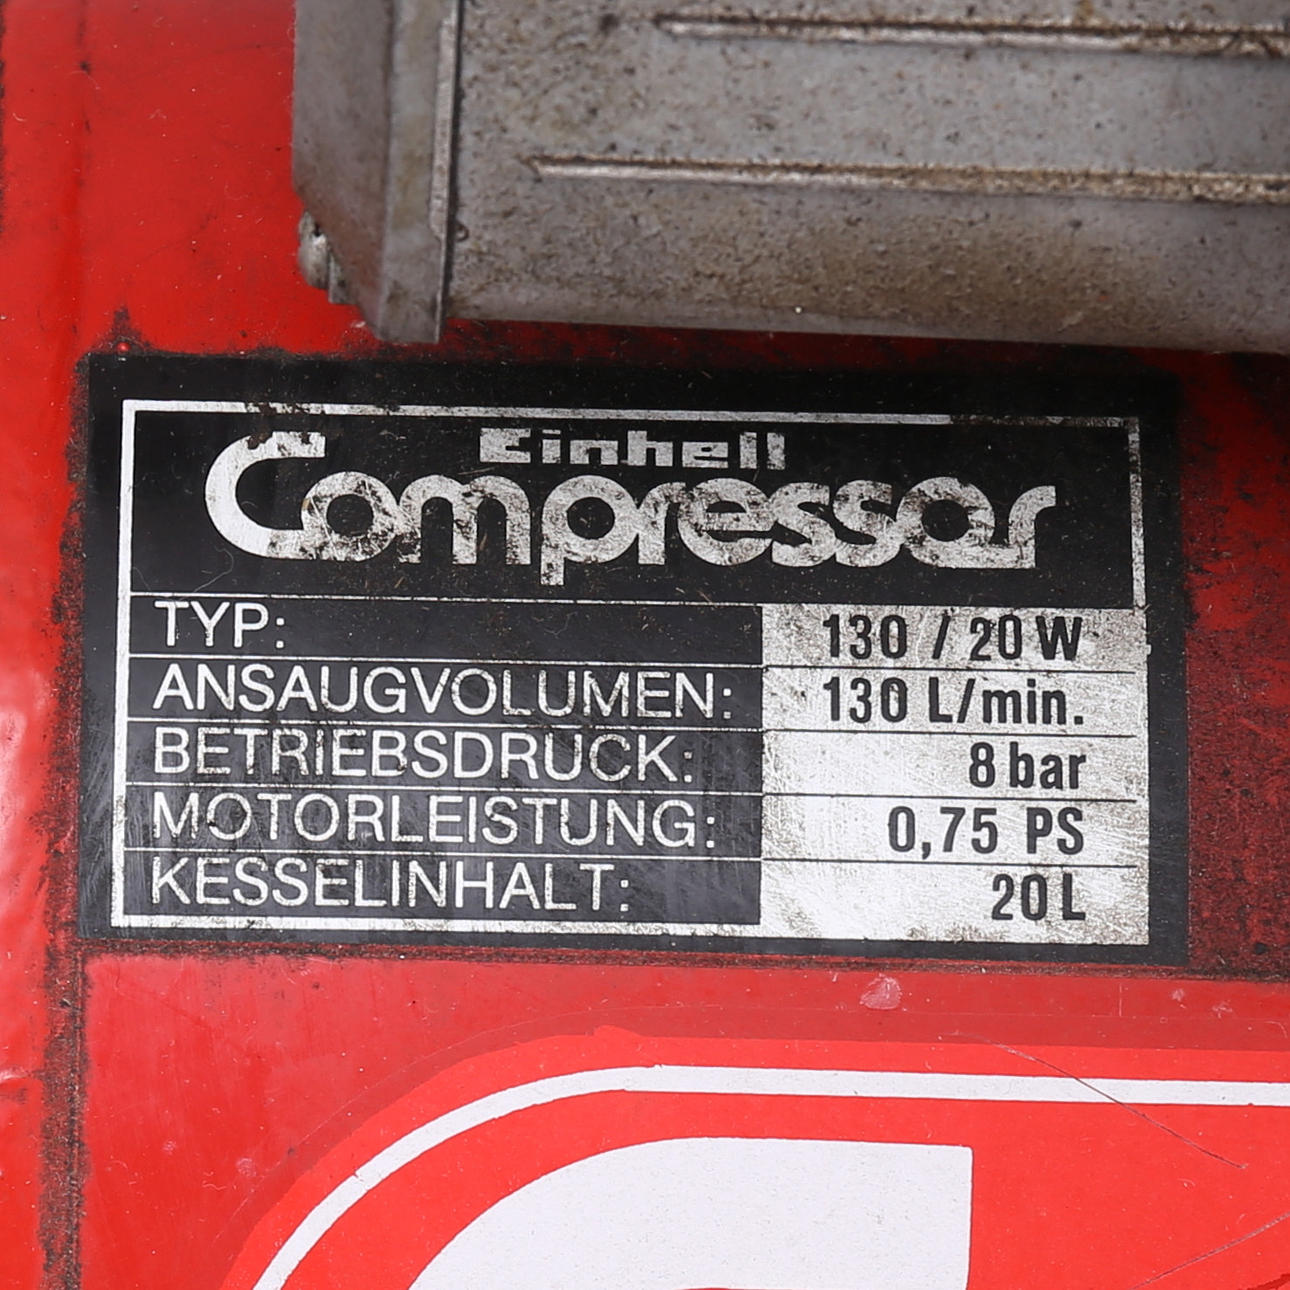 Einhell
Compressor
TYP: 130 / 20 W
ANSAUGVOLUMEN: 130 L/min.
BETRIEBSDRUCK: 8 bar
MOTORLEISTUNG: 0,75 PS
KESSELINHALT: 20 L